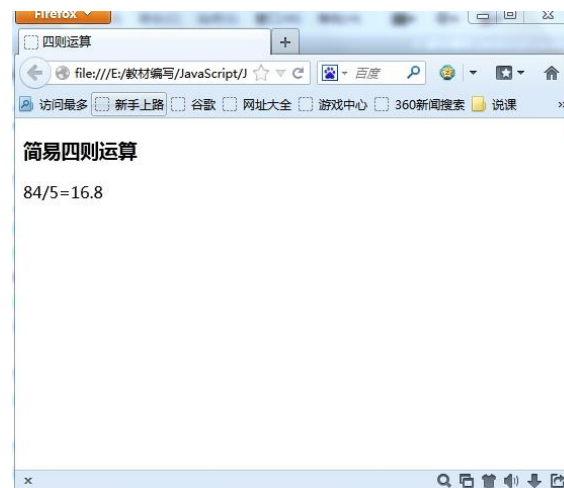 Firefox
四则运算
file:///E:/教材编写/JavaScript/J
百度
访问最多 新手上路 谷歌 网址大全 游戏中心 360新闻搜索 说课 »
简易四则运算
84/5=16.8